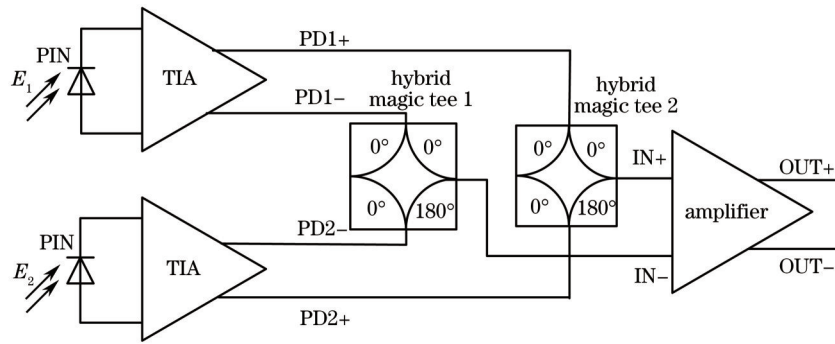 PD1+
PIN
hybrid
magic tee 1
hybrid
magic tee 2
E1
TIA
PD1−
0°
0°
0°
0°
IN+
OUT+
0°
180°
0°
180°
amplifier
PIN
PD2−
E2
TIA
IN−
OUT−
PD2+